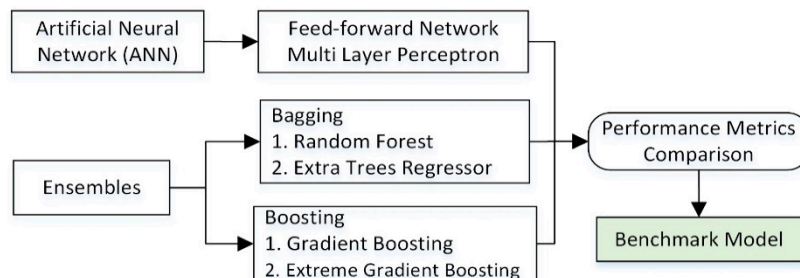 Artificial Neural
Network (ANN)
Feed-forward Network
Multi Layer Perceptron
Bagging
1. Random Forest
2. Extra Trees Regressor
Ensembles
Boosting
1. Gradient Boosting
2. Extreme Gradient Boosting
Performance Metrics
Comparison
Benchmark Model